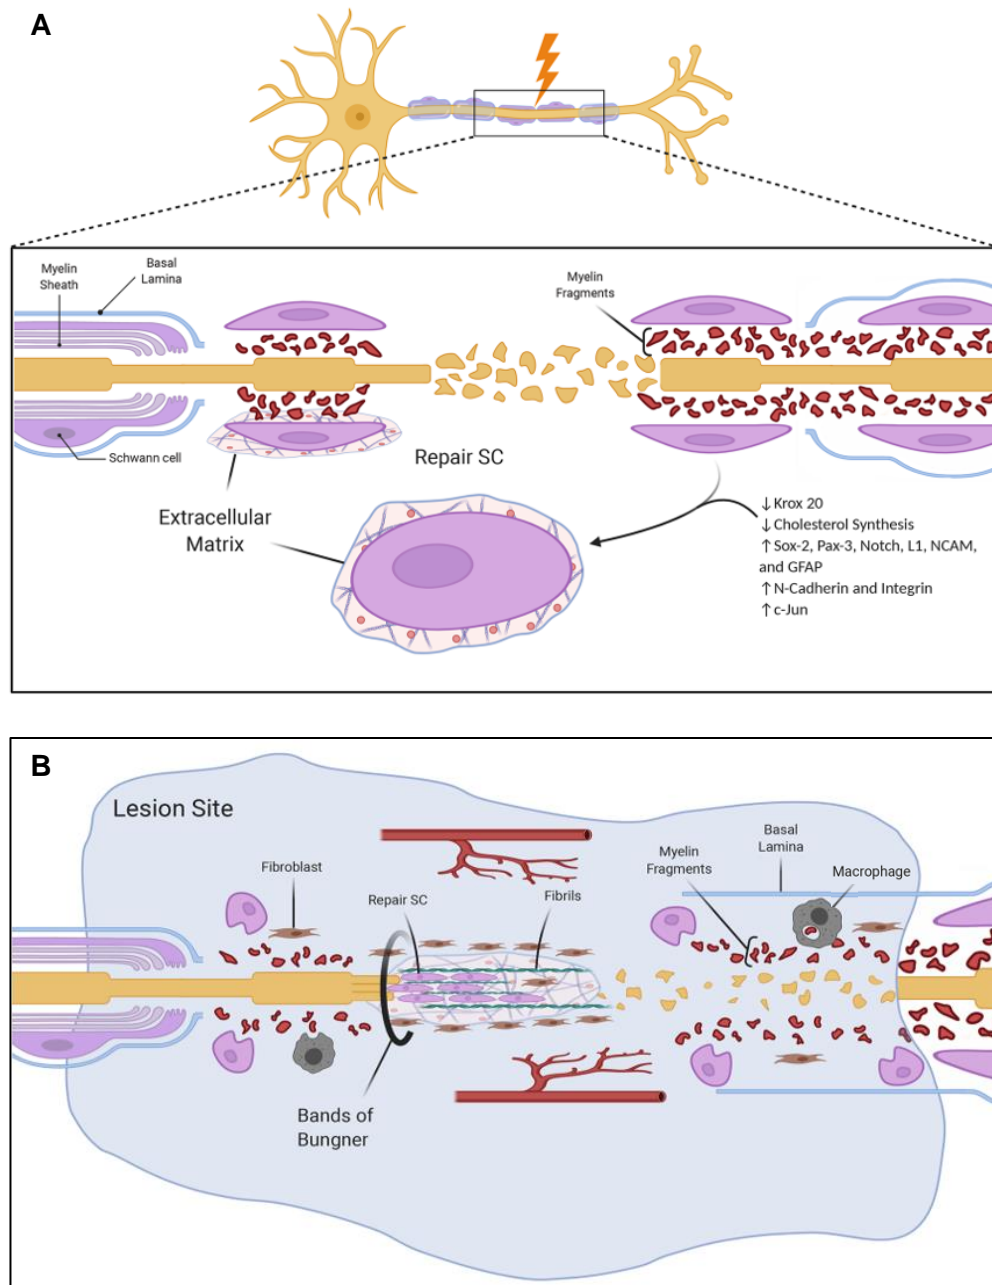 A
Myelin
Sheath
Basal
Lamina
Myelin
Fragments
Schwann cell
Repair SC
Extracellular
Matrix
↓Krox 20
↓Cholesterol Synthesis
↑Sox-2, Pax-3, Notch, L1, NCAM,
and GFAP
↑N-Cadherin and Integrin
↑c-Jun
B
Lesion Site
Fibroblast
Repair SC
Fibrils
Myelin
Fragments
Basal
Lamina
Macrophage
Bands of
Bungner